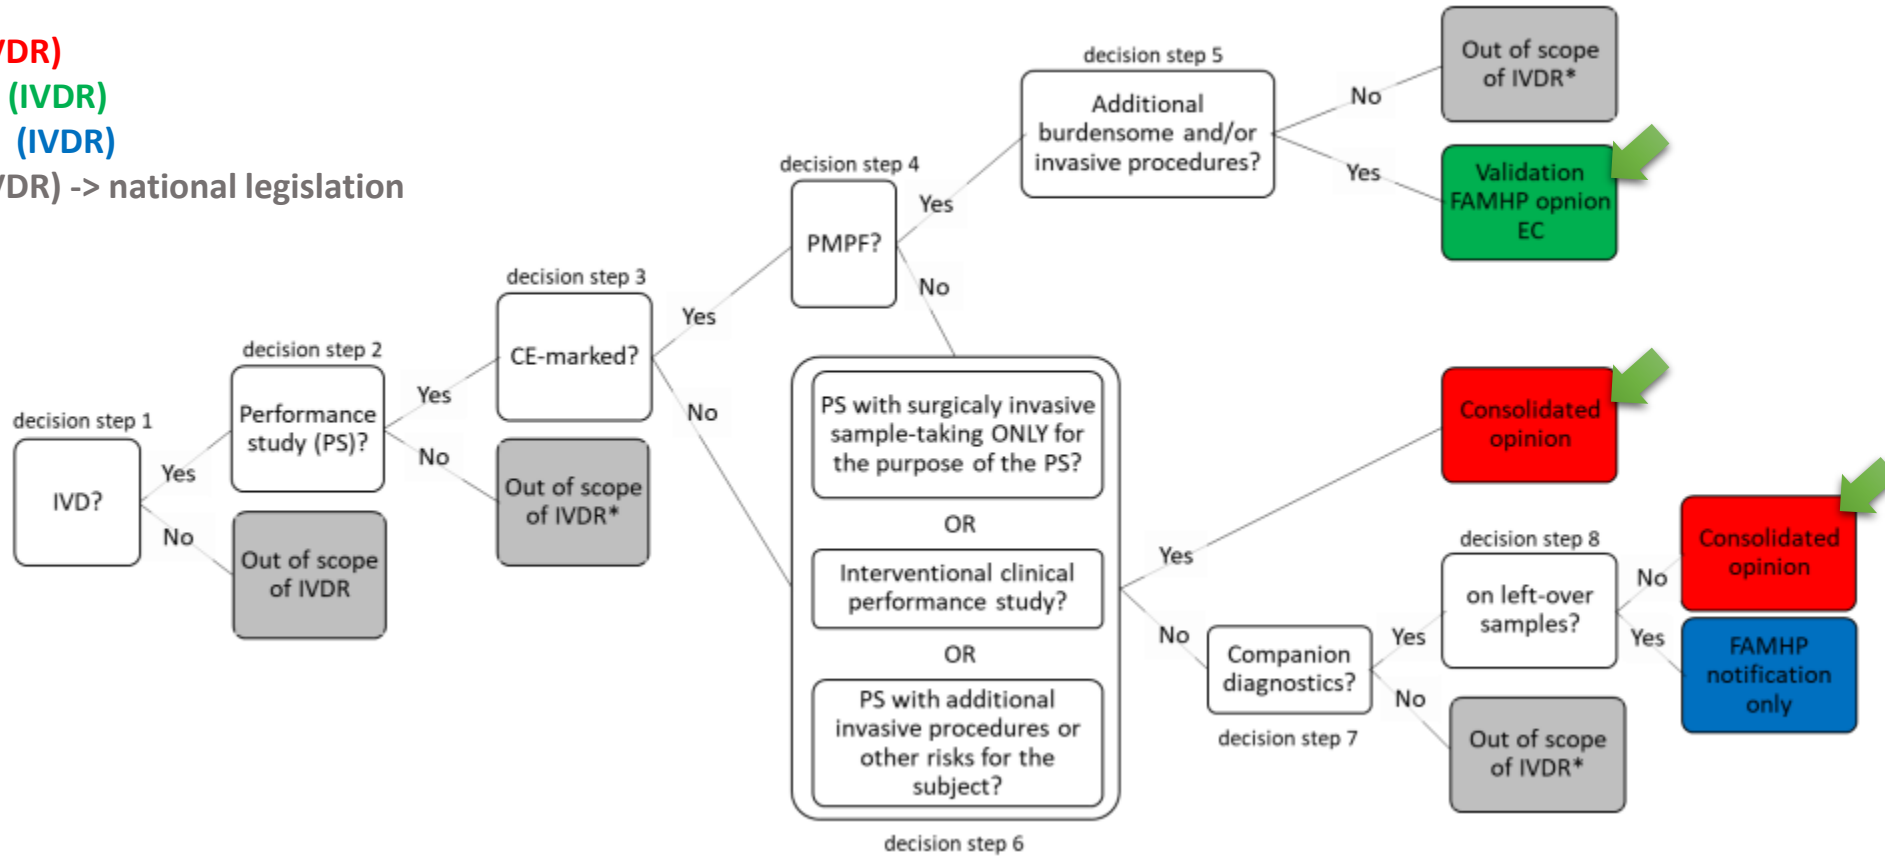 VDR)
(IVDR)
(IVDR)
VDR) -> national legislation
decision step 1
IVD?
Yes
No
decision step 2
Performance
study (PS)?
Out of scope
of IVDR
Yes
No
decision step 3
CE-marked?
Out of scope
of IVDR*
Yes
No
decision step 4
PMPF?
Yes
No
decision step 5
Additional
burdensome and/or
invasive procedures?
No
Yes
Out of scope
of IVDR*
Validation
FAMHP opnion
EC
PS with surgicaly invasive
sample-taking ONLY for
the purpose of the PS?
OR
Interventional clinical
performance study?
OR
PS with additional
invasive procedures or
other risks for the
subject?
decision step 6
Yes
No
Consolidated
opinion
Companion
diagnostics?
decision step 7
Yes
No
decision step 8
on left-over
samples?
Out of scope
of IVDR*
No
Yes
Consolidated
opinion
FAMHP
notification
only